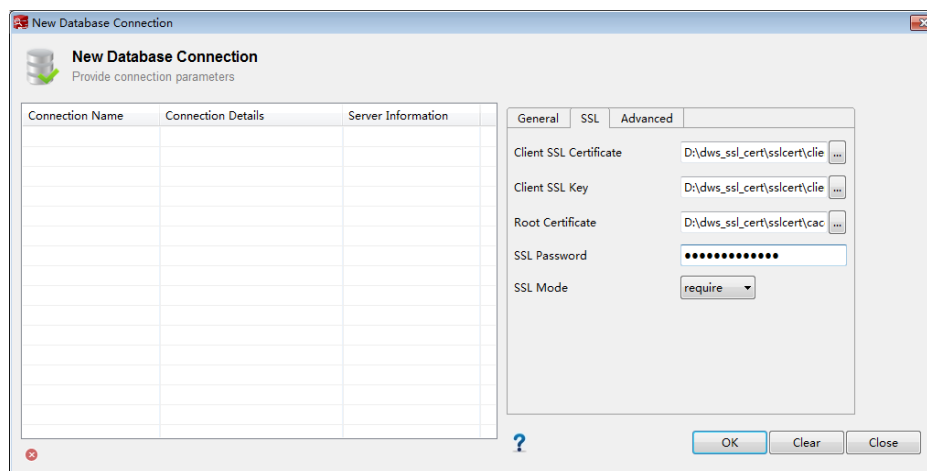 New Database Connection
New Database Connection
Provide connection parameters
Connection Name Connection Details Server Information
General SSL Advanced
Client SSL Certificate D:\dws_ssl_cert\sslcert\clie ...
Client SSL Key D:\dws_ssl_cert\sslcert\clie ...
Root Certificate D:\dws_ssl_cert\sslcert\cac ...
SSL Password •••••••••••••
SSL Mode require
? OK Clear Close